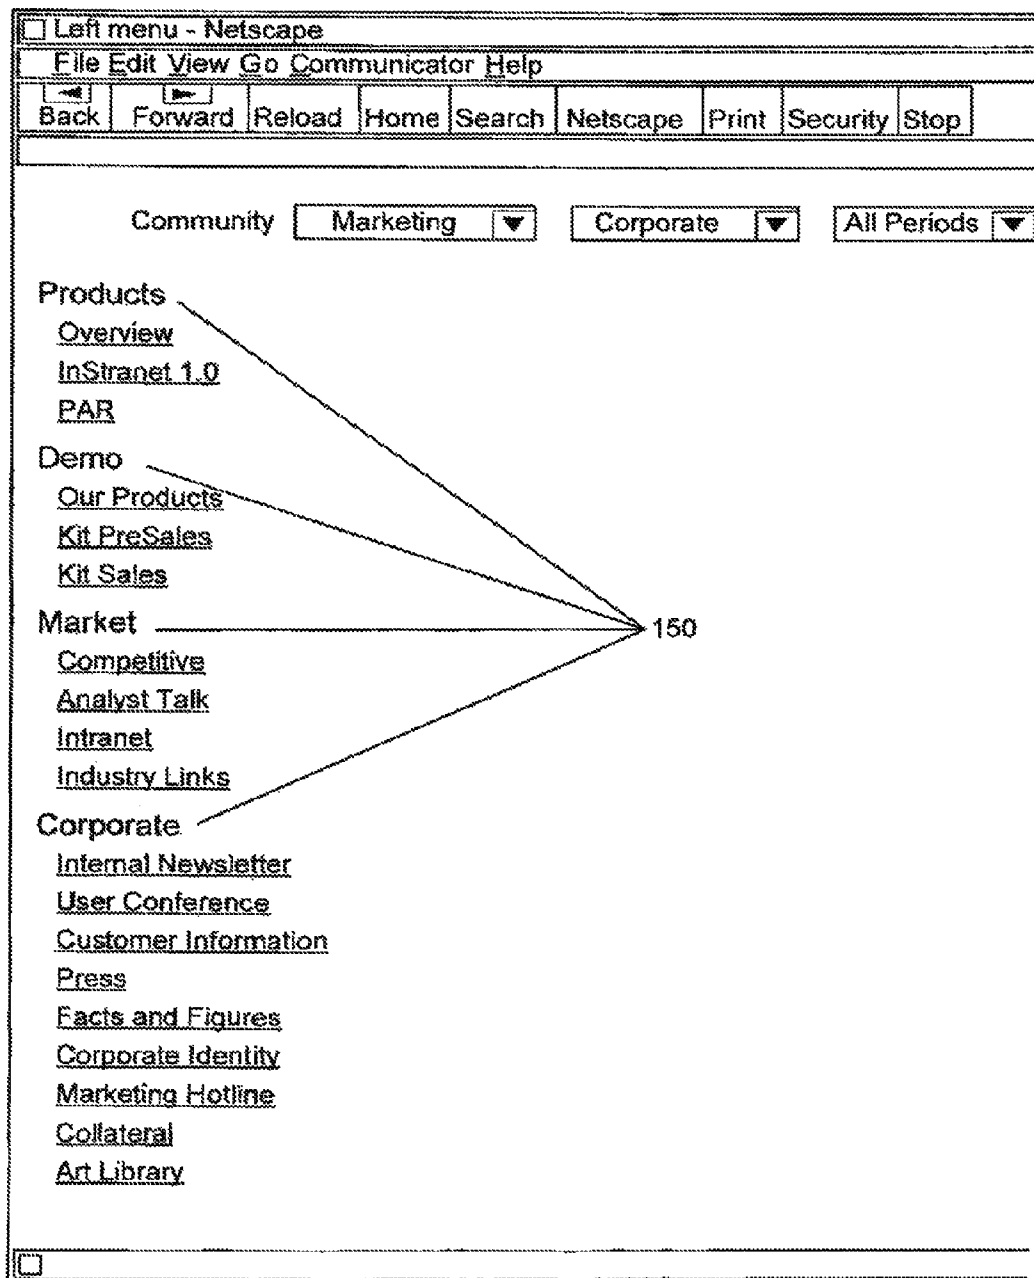 Left menu - Netscape
File Edit View Go Communicator Help
Back Forward Reload Home Search Netscape Print Security Stop
Community Marketing Corporate All Periods
Products
Overview
InStranet 1.0
PAR
Demo
Our Products
Kit PreSales
Kit Sales
Market
150
Competitive
Analyst Talk
Intranet
Industry Links
Corporate
Internal Newsletter
User Conference
Customer Information
Press
Facts and Figures
Corporate Identity
Marketing Hotline
Collateral
Art Library